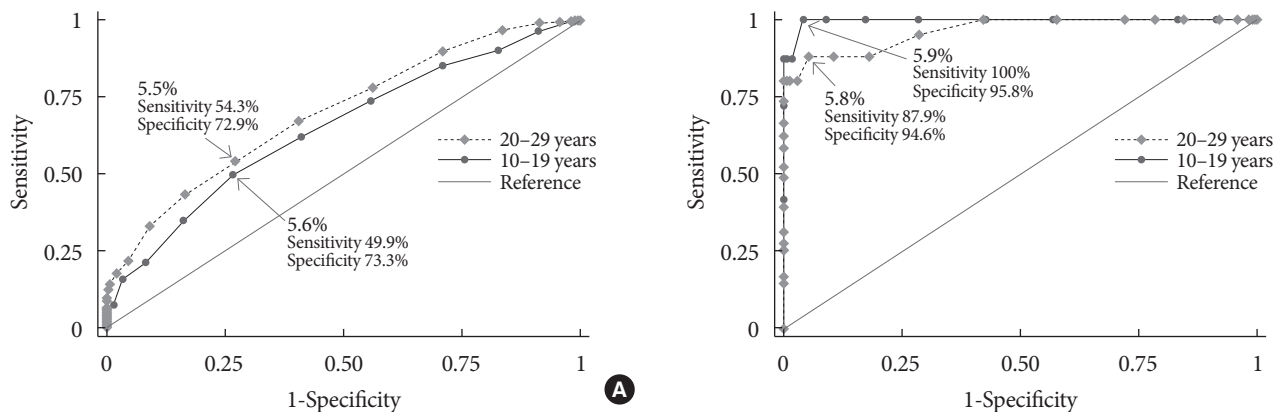 1
0.75
0.50
0.25
0
Sensitivity
5.5%
Sensitivity 54.3%
Specificity 72.9%
5.6%
Sensitivity 49.9%
Specificity 73.3%
20–29 years
10–19 years
Reference
0 0.25 0.50 0.75 1
1-Specificity
A
1
0.75
0.50
0.25
0
Sensitivity
5.9%
Sensitivity 100%
Specificity 95.8%
5.8%
Sensitivity 87.9%
Specificity 94.6%
20–29 years
10–19 years
Reference
0 0.25 0.50 0.75 1
1-Specificity